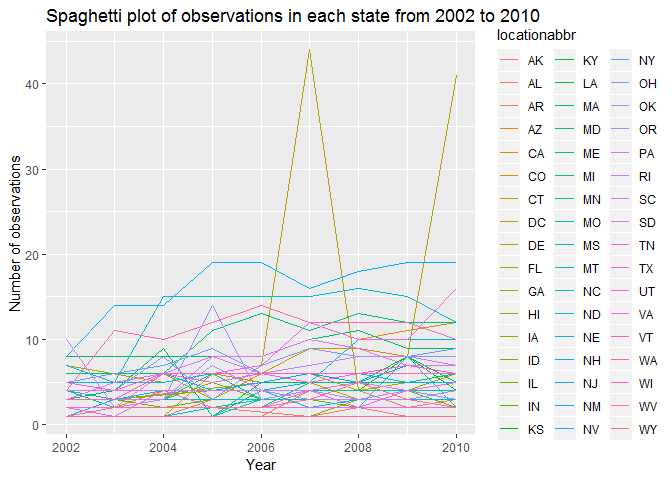 Spaghetti plot of observations in each state from 2002 to 2010
Number of observations
40
30
20
10
0
2002 2004 2006 2008 2010
Year
locationabbr
AK KY NY
AL LA OH
AR MA OK
AZ MD OR
CA ME PA
CO MI RI
CT MN SC
DC MO SD
DE MS TN
FL MT TX
GA NC UT
HI ND VA
IA NE VT
ID NH WA
IL NJ WI
IN NM WV
KS NV WY